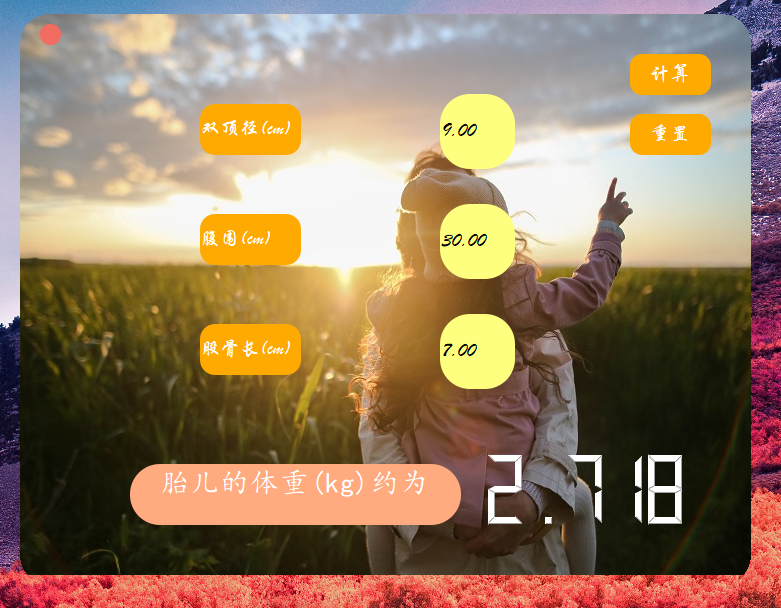 计算
双顶径(cm) 9.00
重置
腹围(cm) 30.00
股骨长(cm) 7.00
胎儿的体重(kg)约为 2.718